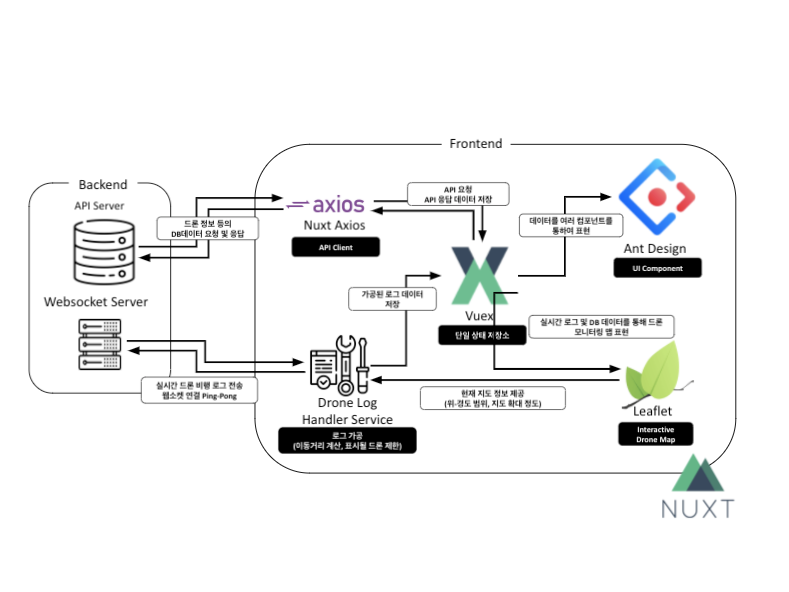 Frontend
Backend
API Server
드론 정보 등의
DB데이터 요청 및 응답
Websocket Server
실시간 드론 비행 로그 전송
웹소켓 연결 Ping-Pong
axios
Nuxt Axios
API Client
API 요청
API 응답 데이터 저장
데이터를 여러 컴포넌트를
통하여 표현
Ant Design
UI Component
가공된 로그 데이터
저장
Vuex
단일 상태 저장소
실시간 로그 및 DB 데이터를 통해 드론
모니터링 맵 표현
Drone Log
Handler Service
로그 가공
(이동거리 계산, 표시될 드론 제한)
현재 지도 정보 제공
(위·경도 범위, 지도 확대 정도)
Leaflet
Interactive
Drone Map
NUXT